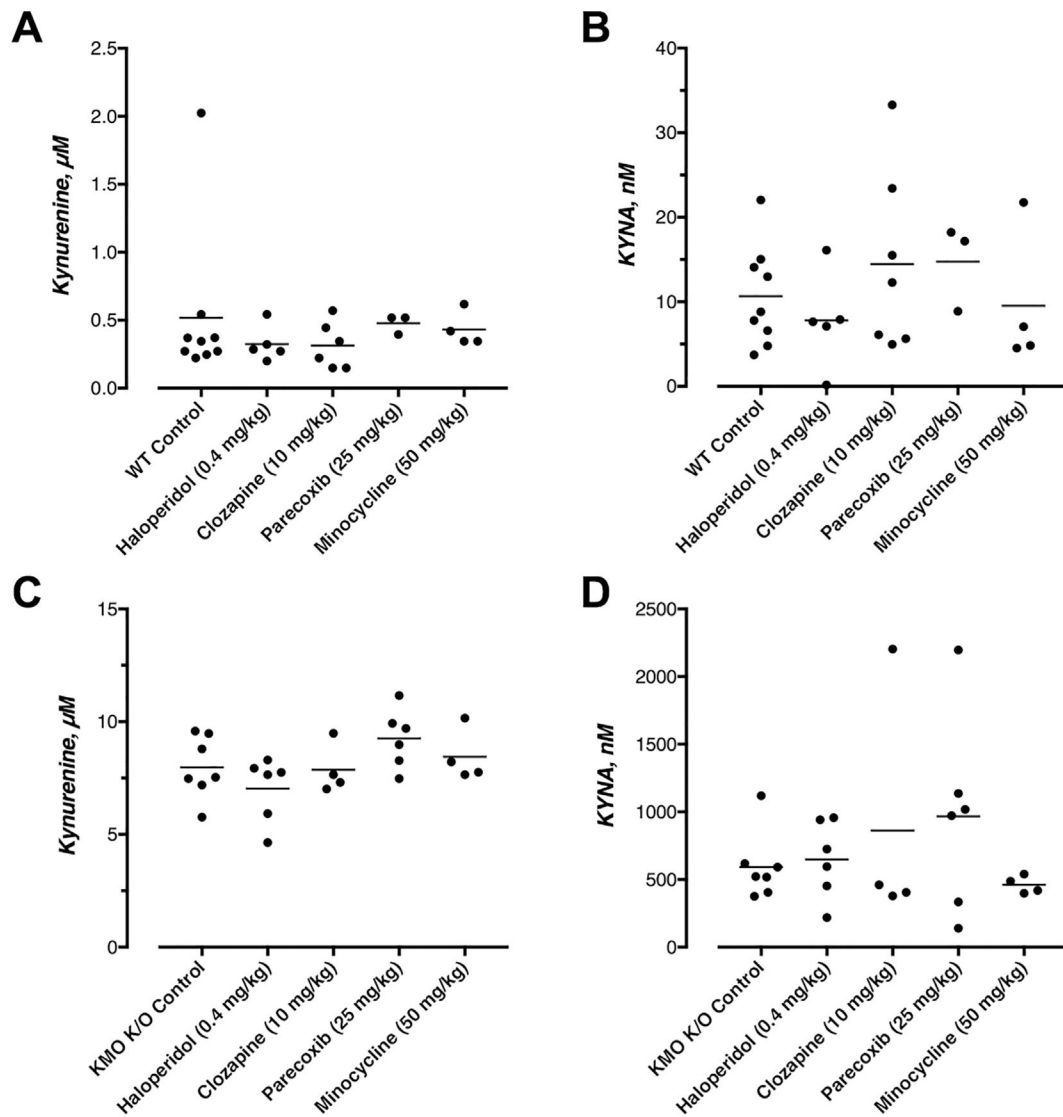 A
Kynurenine, µM
2.5
2.0
1.5
1.0
0.5
0.0
WT Control
Haloperidol (0.4 mg/kg)
Clozapine (10 mg/kg)
Parecoxib (25 mg/kg)
Minocycline (50 mg/kg)
B
KYNA, nM
40
30
20
10
0
WT Control
Haloperidol (0.4 mg/kg)
Clozapine (10 mg/kg)
Parecoxib (25 mg/kg)
Minocycline (50 mg/kg)
C
Kynurenine, µM
15
10
5
0
KMO K/O Control
Haloperidol (0.4 mg/kg)
Clozapine (10 mg/kg)
Parecoxib (25 mg/kg)
Minocycline (50 mg/kg)
D
KYNA, nM
2500
2000
1500
1000
500
0
KMO K/O Control
Haloperidol (0.4 mg/kg)
Clozapine (10 mg/kg)
Parecoxib (25 mg/kg)
Minocycline (50 mg/kg)